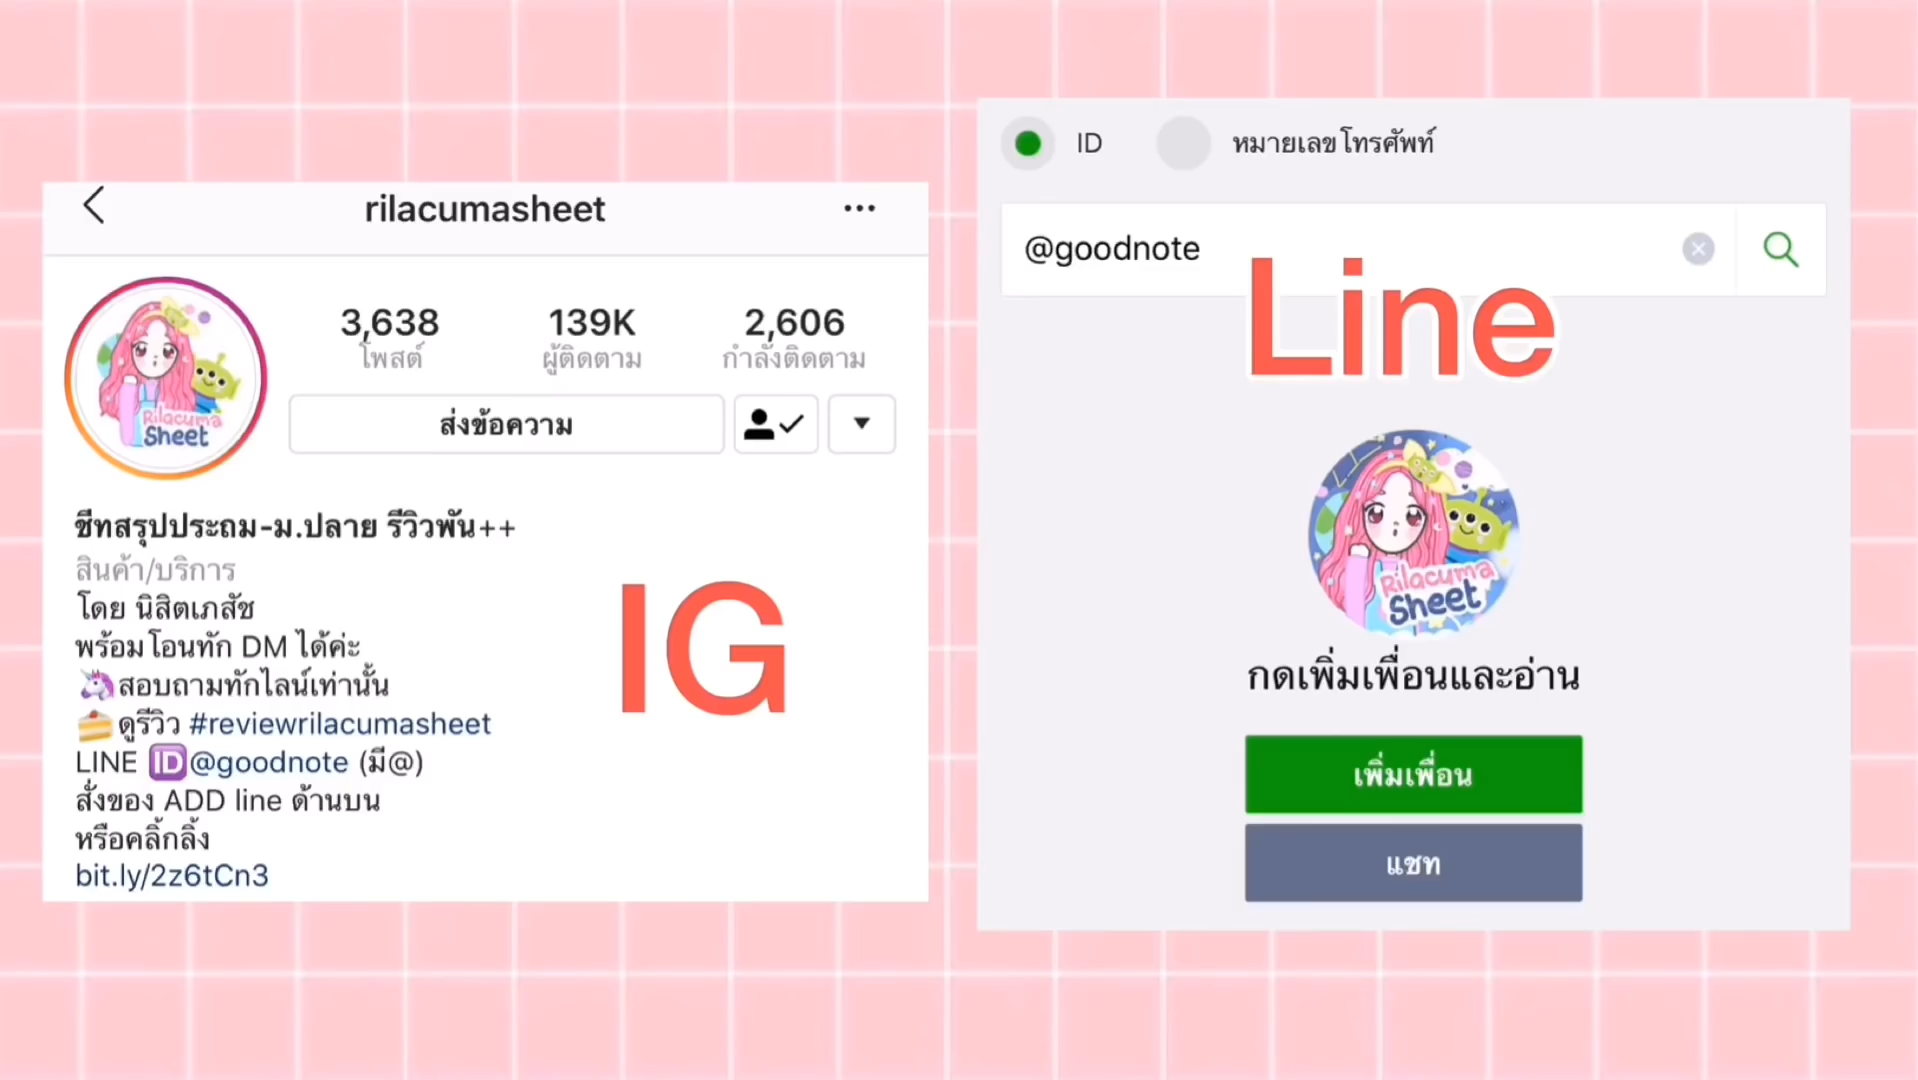 rilacumasheet
Rilacuma
Sheet
3,638
139K
2,606
โพสต์
ผู้ติดตาม
กำลังติดตาม
ส่งข้อความ
ชีทสรุปประถม-ม.ปลาย รีวิวพัน++
สินค้า/บริการ
โดย นิสิตเภสัช
พร้อมโอนทัก DM ได้ค่ะ
🦄สอบถามทักไลน์เท่านั้น
🍰ดูรีวิว #reviewrilacumasheet
LINE 🆔@goodnote (มี@)
สั่งของ ADD line ด้านบน
หรือคลิ้กลิ้ง
bit.ly/2z6tCn3
IG
ID
หมายเลขโทรศัพท์
@goodnote
Line
Rilacuma
Sheet
กดเพิ่มเพื่อนและอ่าน
เพิ่มเพื่อน
แชท